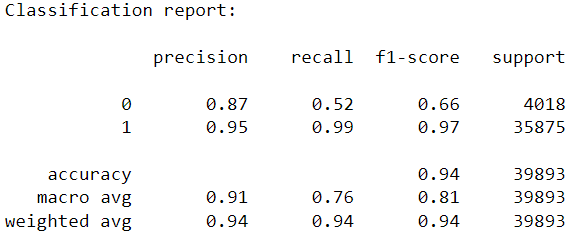 Classification report:
precision recall f1-score support
0 0.87 0.52 0.66 4018
1 0.95 0.99 0.97 35875
accuracy 0.94 39893
macro avg 0.91 0.76 0.81 39893
weighted avg 0.94 0.94 0.94 39893